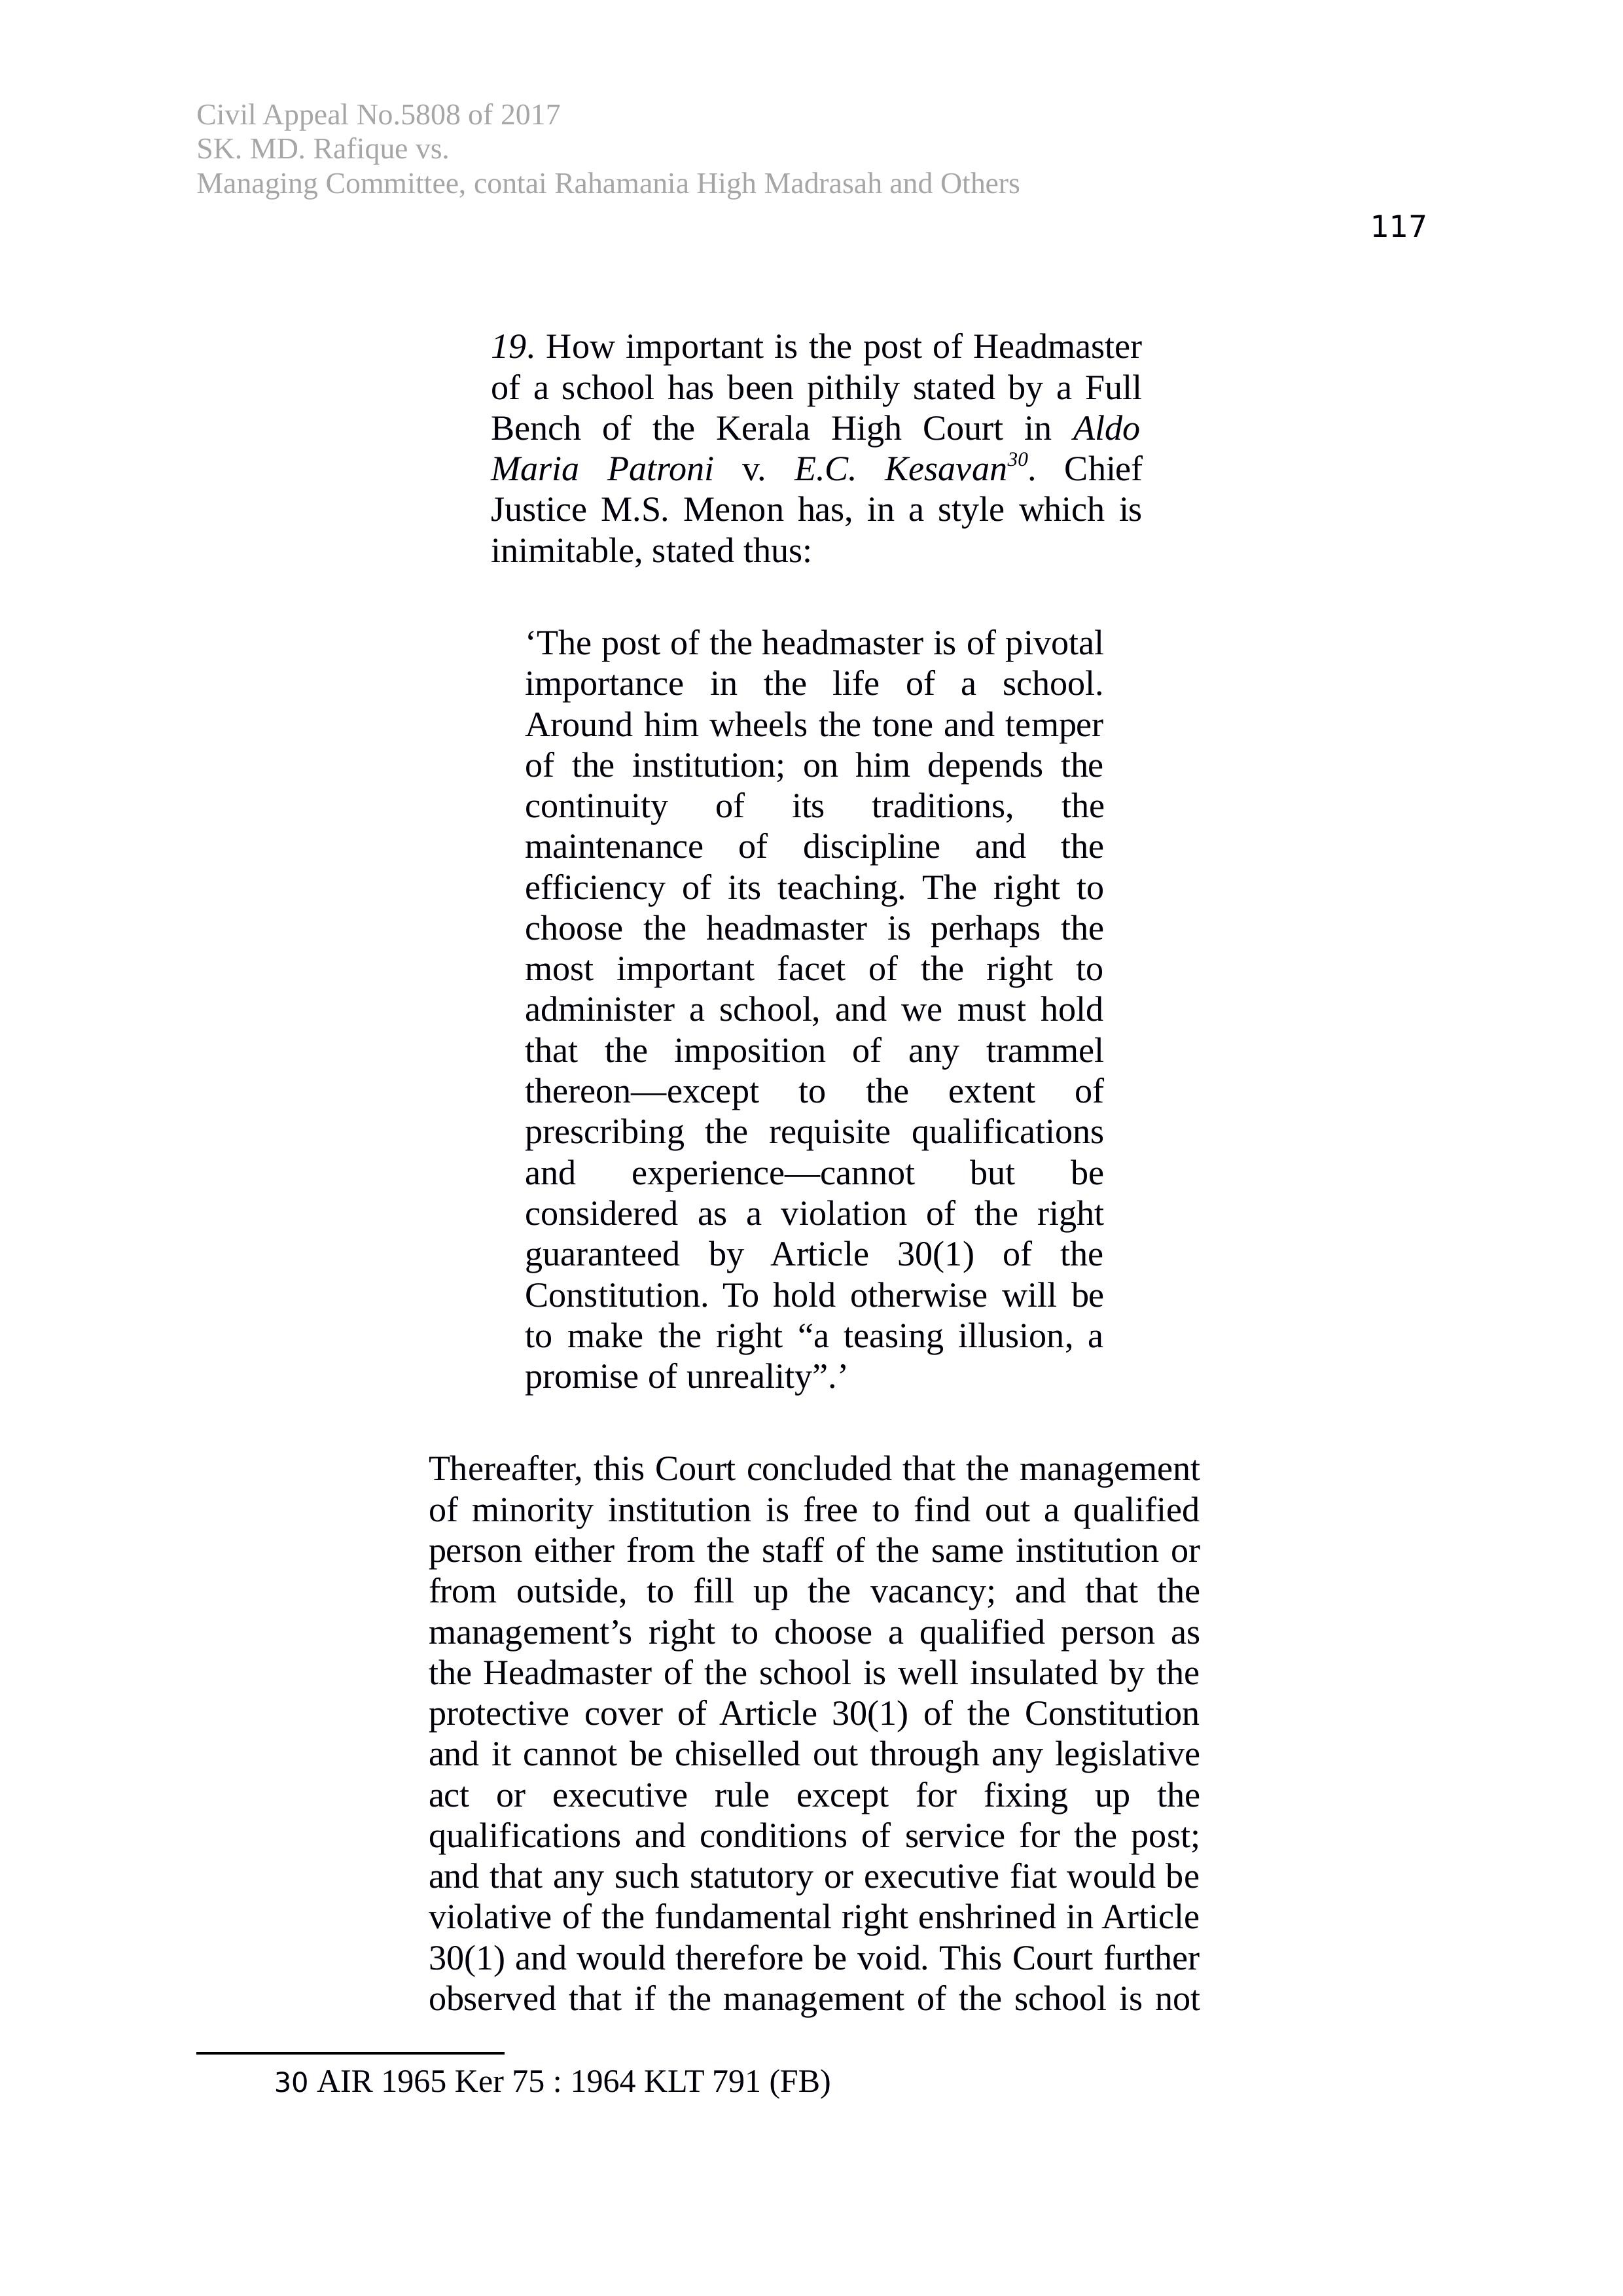 Civil Appeal No.5808 of 2017
SK. MD. Rafique vs.
Managing Committee, contai Rahamania High Madrasah and Others
117
19. How important is the post of Headmaster
of a school has been pithily stated by a Full
Bench of the Kerala High Court in Aldo
Maria Patroni v. E.C. Kesavan30. Chief
Justice M.S. Menon has, in a style which is
inimitable, stated thus:
‘The post of the headmaster is of pivotal
importance in the life of a school.
Around him wheels the tone and temper
of the institution; on him depends the
continuity of its traditions, the
maintenance of discipline and the
efficiency of its teaching. The right to
choose the headmaster is perhaps the
most important facet of the right to
administer a school, and we must hold
that the imposition of any trammel
thereon—except to the extent of
prescribing the requisite qualifications
and experience—cannot but be
considered as a violation of the right
guaranteed by Article 30(1) of the
Constitution. To hold otherwise will be
to make the right “a teasing illusion, a
promise of unreality”.’
Thereafter, this Court concluded that the management
of minority institution is free to find out a qualified
person either from the staff of the same institution or
from outside, to fill up the vacancy; and that the
management’s right to choose a qualified person as
the Headmaster of the school is well insulated by the
protective cover of Article 30(1) of the Constitution
and it cannot be chiselled out through any legislative
act or executive rule except for fixing up the
qualifications and conditions of service for the post;
and that any such statutory or executive fiat would be
violative of the fundamental right enshrined in Article
30(1) and would therefore be void. This Court further
observed that if the management of the school is not
30 AIR 1965 Ker 75 : 1964 KLT 791 (FB)